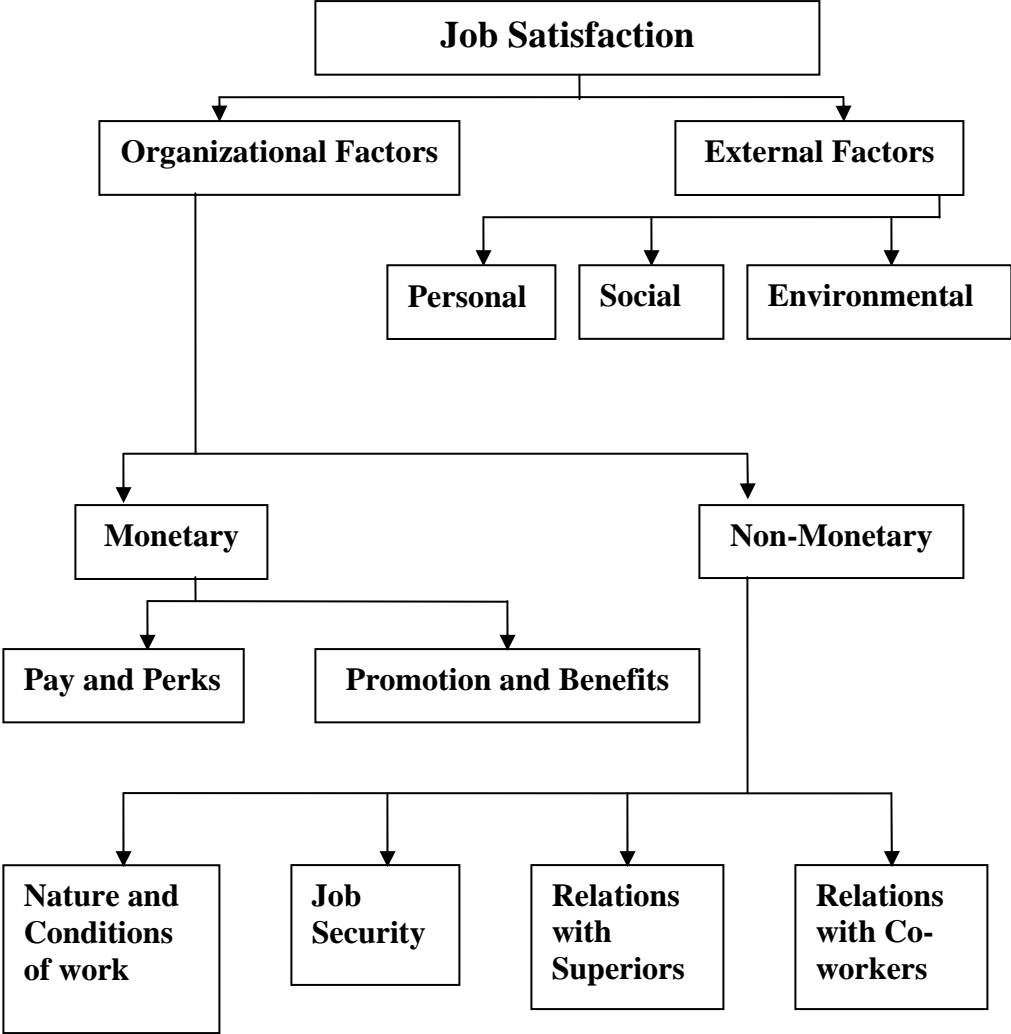 Job Satisfaction
Organizational Factors
External Factors
Personal
Social
Environmental
Monetary
Non-Monetary
Pay and Perks
Promotion and Benefits
Nature and
Conditions
of work
Job
Security
Relations
with
Superiors
Relations
with Co-
workers